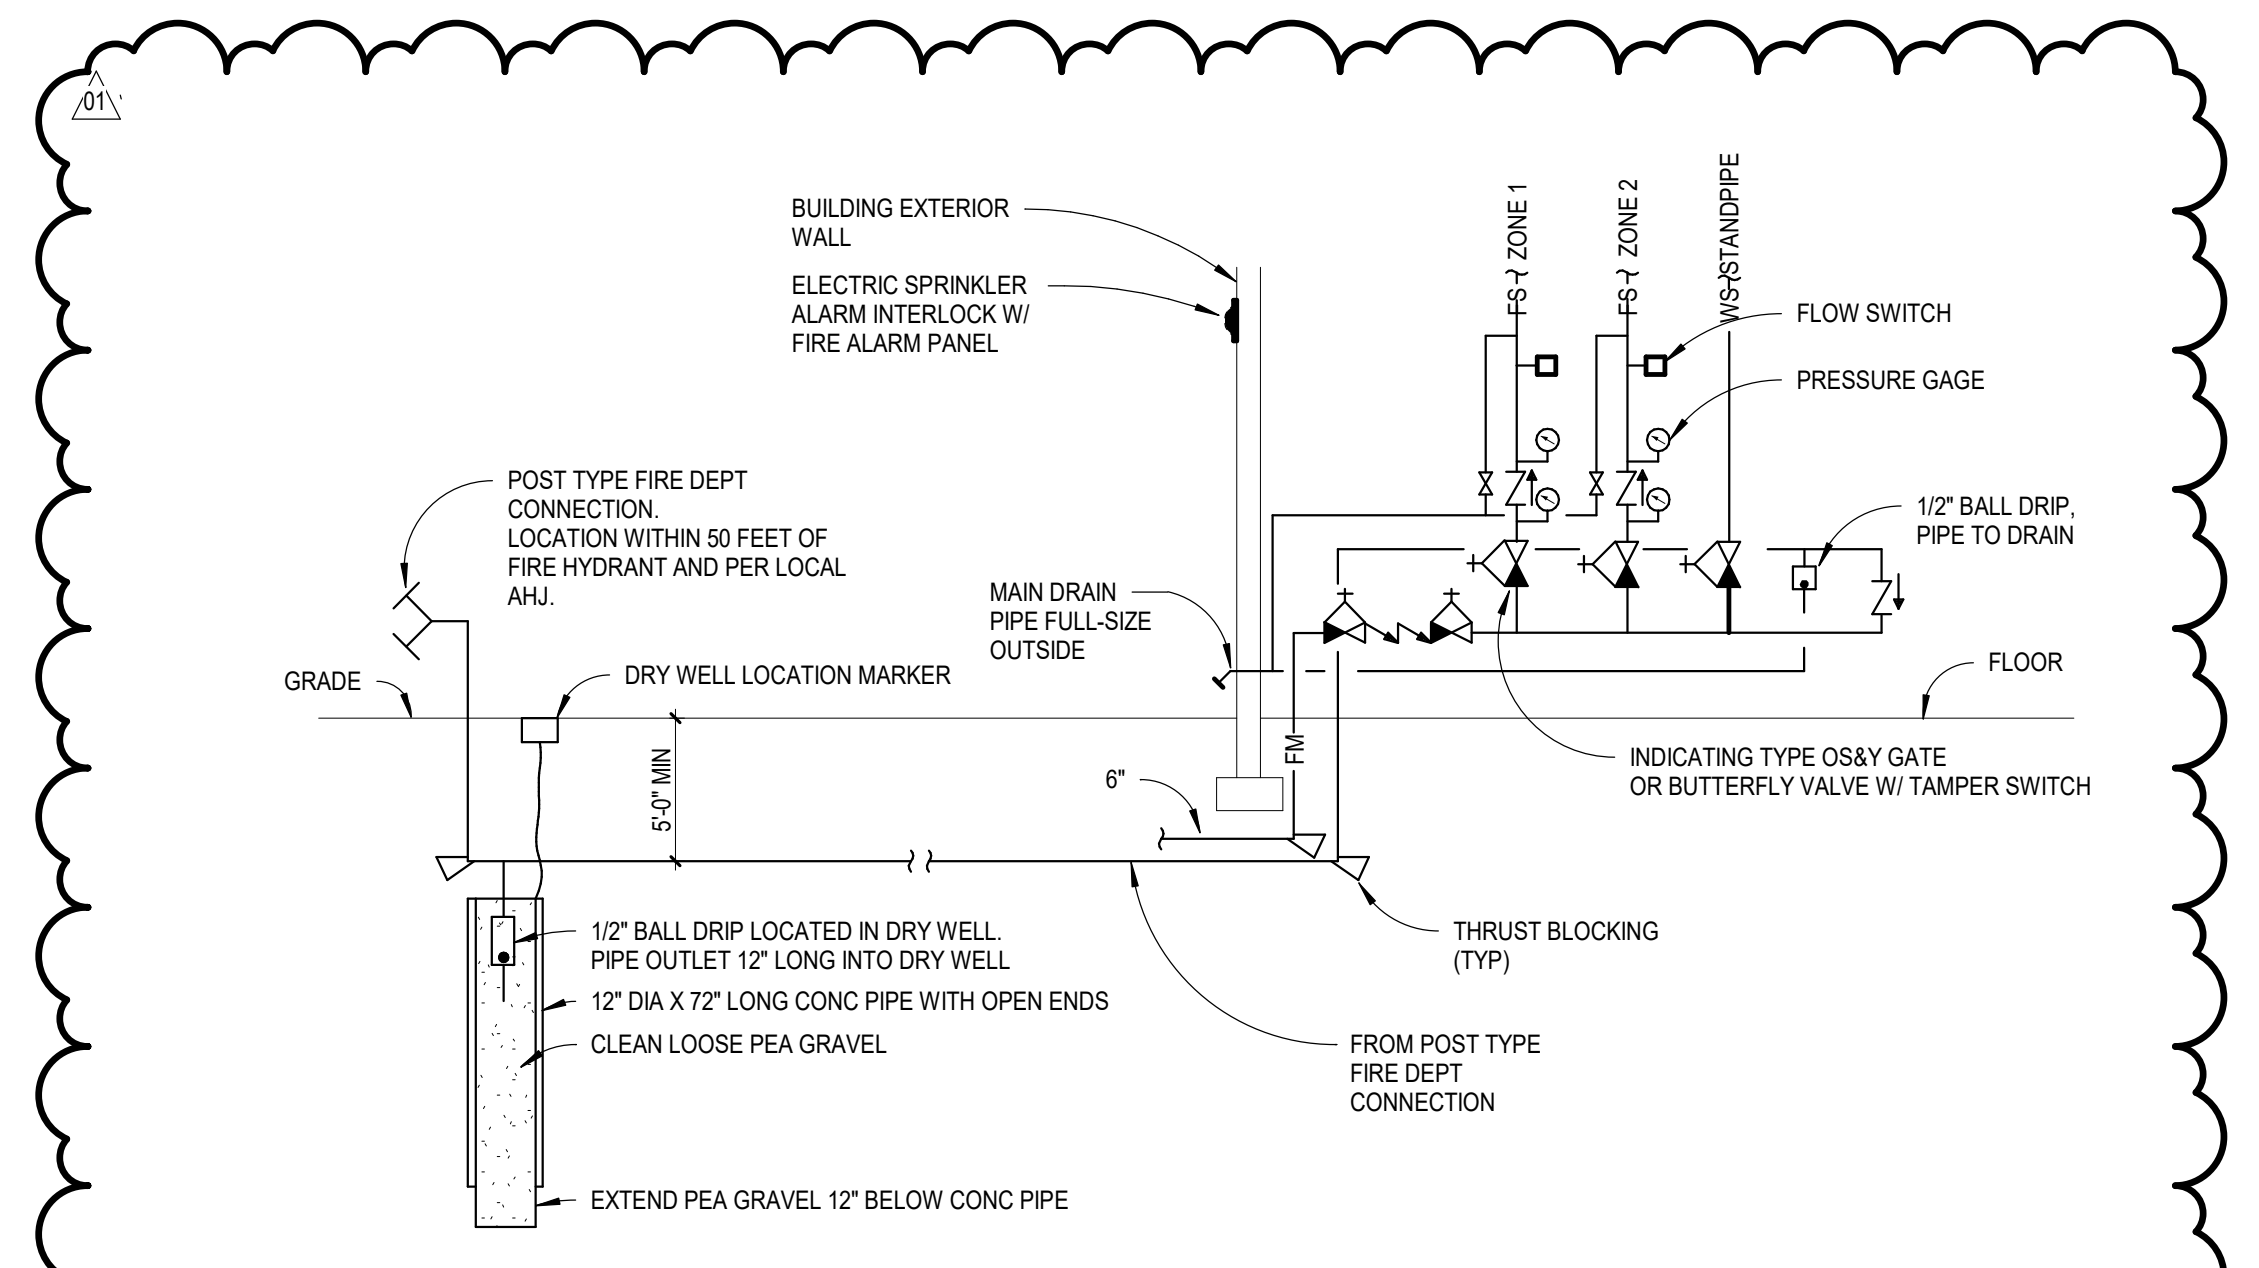 01
BUILDING EXTERIOR
WALL
ELECTRIC SPRINKLER
ALARM INTERLOCK W/
FIRE ALARM PANEL
FS
ZONE 1
FS
ZONE 2
WS
STANDPIPE
FLOW SWITCH
PRESSURE GAGE
POST TYPE FIRE DEPT
CONNECTION.
LOCATION WITHIN 50 FEET OF
FIRE HYDRANT AND PER LOCAL
AHJ.
1/2" BALL DRIP,
PIPE TO DRAIN
MAIN DRAIN
PIPE FULL-SIZE
OUTSIDE
GRADE
DRY WELL LOCATION MARKER
FLOOR
5'-0" MIN
6"
FM
INDICATING TYPE OS&Y GATE
OR BUTTERFLY VALVE W/ TAMPER SWITCH
1/2" BALL DRIP LOCATED IN DRY WELL.
PIPE OUTLET 12" LONG INTO DRY WELL
12" DIA X 72" LONG CONC PIPE WITH OPEN ENDS
CLEAN LOOSE PEA GRAVEL
EXTEND PEA GRAVEL 12" BELOW CONC PIPE
THRUST BLOCKING
(TYP)
FROM POST TYPE
FIRE DEPT
CONNECTION